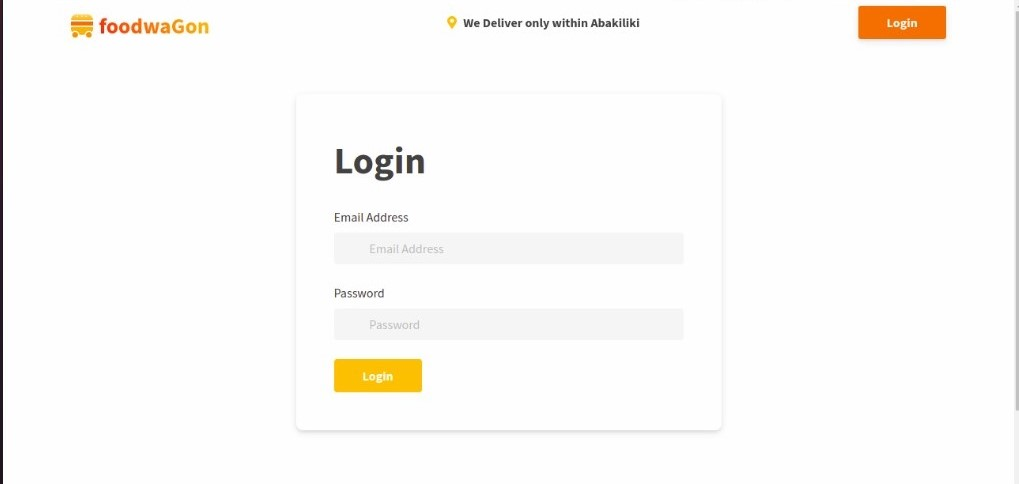 foodwaGon
We Deliver only within Abakiliki
Login
Login
Email Address
Email Address
Password
Password
Login